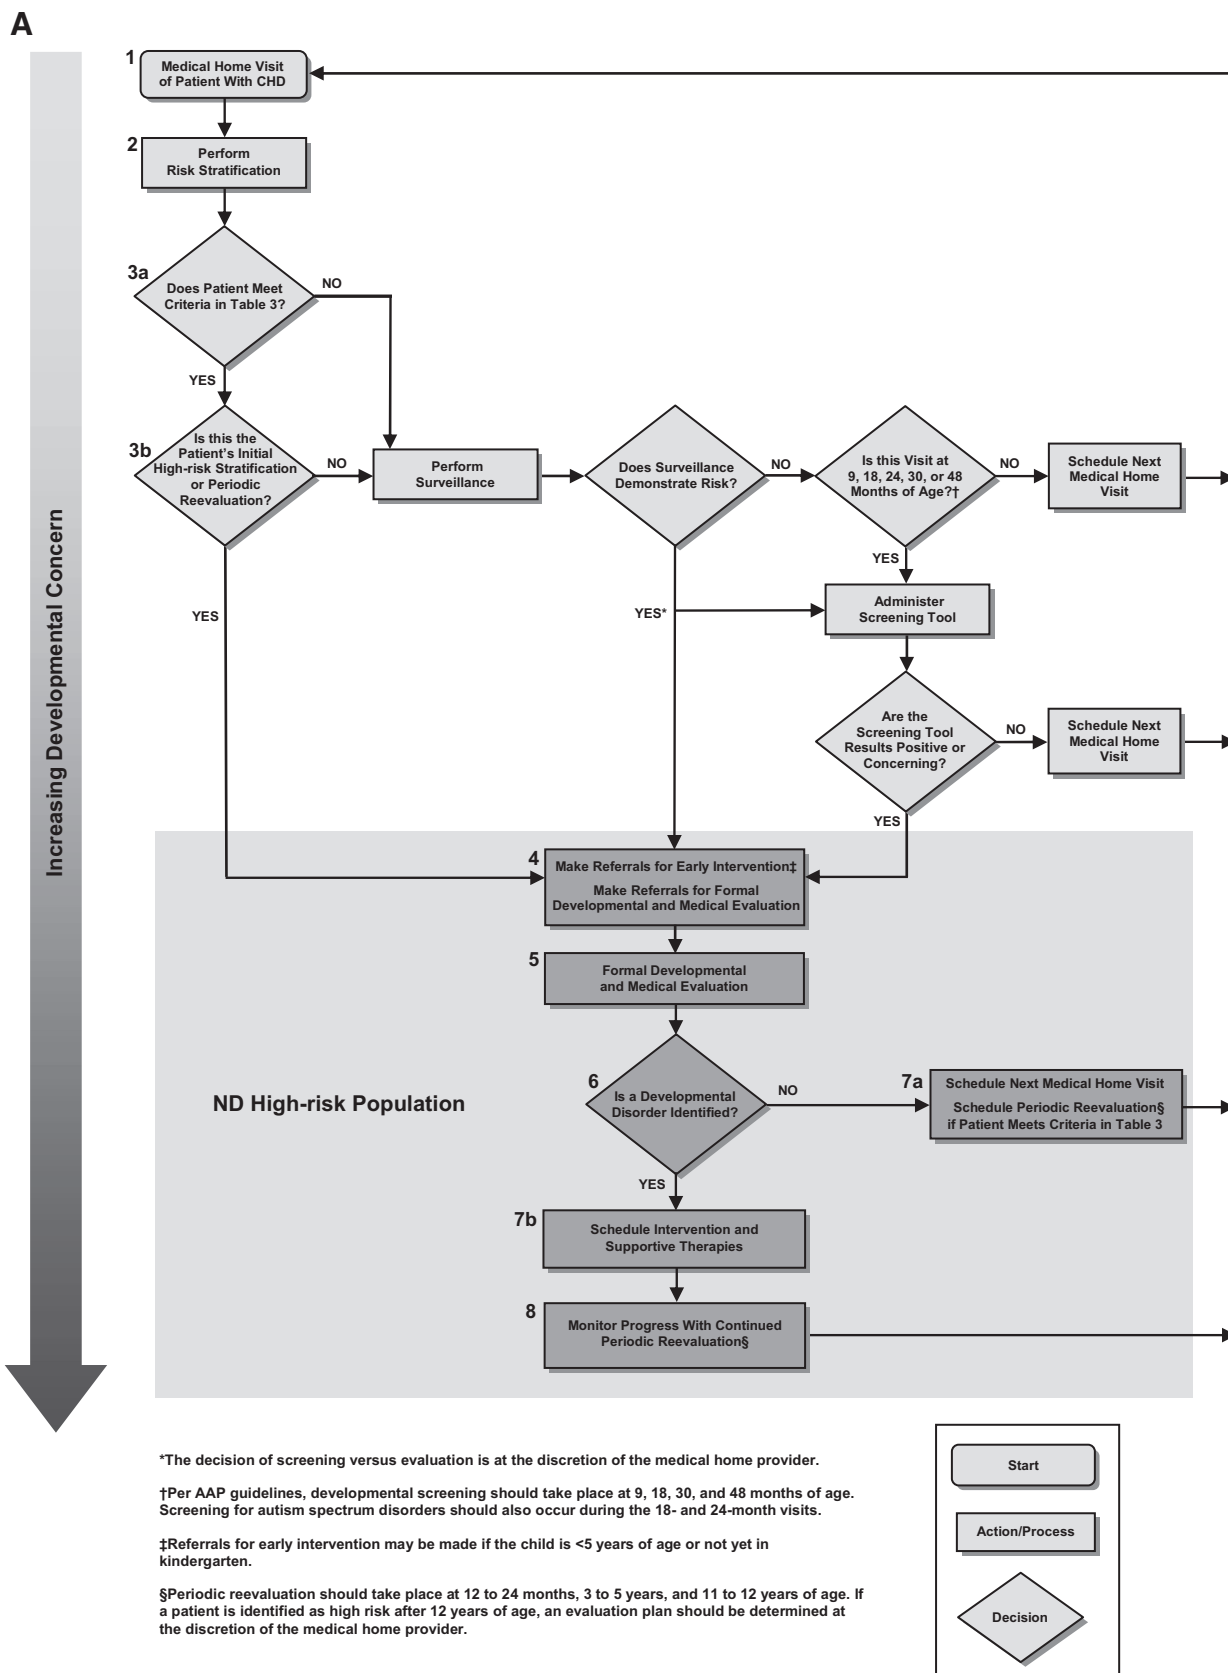 A
1
Medical Home Visit
of Patient With CHD
2
Perform
Risk Stratification
3a
Does Patient Meet
Criteria in Table 3?
NO
YES
3b
Is this the
Patient's Initial
High-risk Stratification
or Periodic
Reevaluation?
NO
Perform
Surveillance
Does Surveillance
Demonstrate Risk?
NO
Is this Visit at
9, 18, 24, 30, or 48
Months of Age?†
NO
Schedule Next
Medical Home
Visit
YES
YES
YES*
Administer
Screening Tool
Are the
Screening Tool
Results Positive or
Concerning?
NO
Schedule Next
Medical Home
Visit
YES
Increasing Developmental Concern
4
Make Referrals for Early Intervention‡
Make Referrals for Formal
Developmental and Medical Evaluation
5
Formal Developmental
and Medical Evaluation
ND High-risk Population
6
Is a Developmental
Disorder Identified?
NO
7a
Schedule Next Medical Home Visit
Schedule Periodic Reevaluation§
if Patient Meets Criteria in Table 3
YES
7b
Schedule Intervention and
Supportive Therapies
8
Monitor Progress With Continued
Periodic Reevaluation§
*The decision of screening versus evaluation is at the discretion of the medical home provider.
†Per AAP guidelines, developmental screening should take place at 9, 18, 30, and 48 months of age.
Screening for autism spectrum disorders should also occur during the 18- and 24-month visits.
‡Referrals for early intervention may be made if the child is <5 years of age or not yet in
kindergarten.
§Periodic reevaluation should take place at 12 to 24 months, 3 to 5 years, and 11 to 12 years of age. If
a patient is identified as high risk after 12 years of age, an evaluation plan should be determined at
the discretion of the medical home provider.
Start
Action/Process
Decision